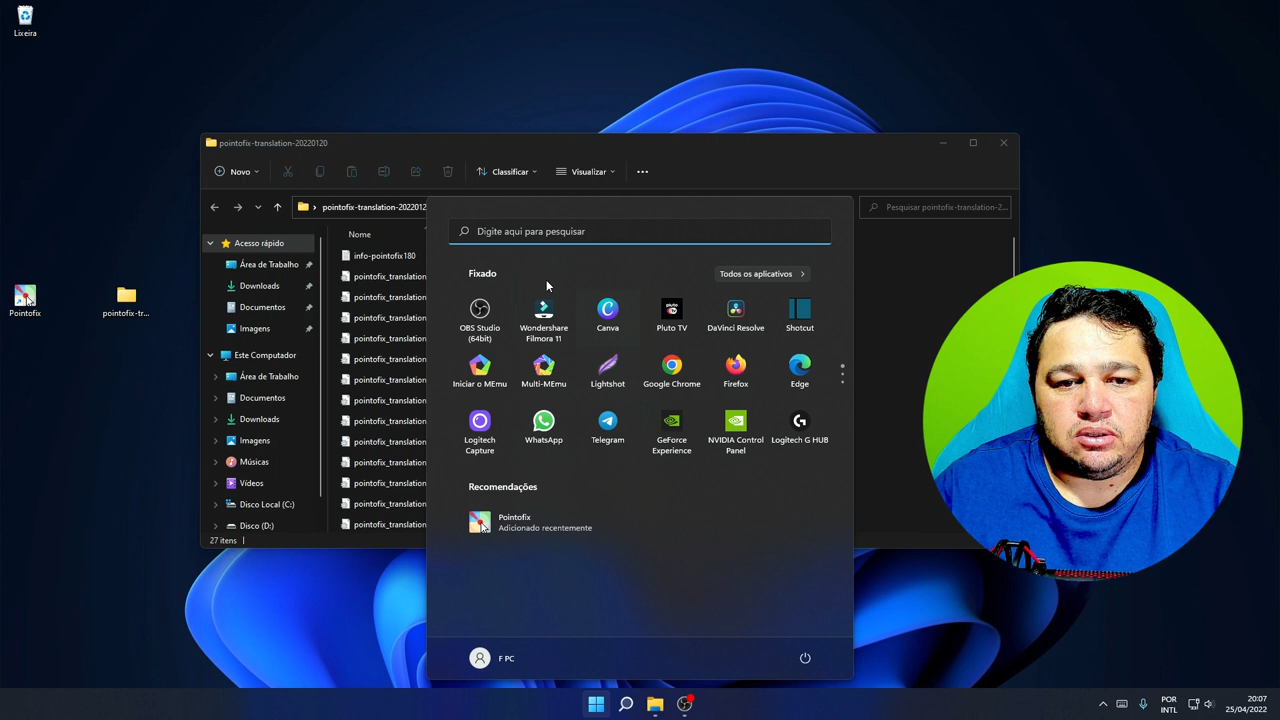 Lixeira
Pointofix
pointofix-tr...
pointofix-translation-20220120
Novo
Classificar
Visualizar
pointofix-translation-2022012
Pesquisar pointofix-translation-2...
Acesso rápido
Área de Trabalho
Downloads
Documentos
Imagens
Este Computador
Área de Trabalho
Documentos
Downloads
Imagens
Músicas
Vídeos
Disco Local (C:)
Disco (D:)
Nome
info-pointofix180
pointofix_translation
pointofix_translation
pointofix_translation
pointofix_translation
pointofix_translation
pointofix_translation
pointofix_translation
pointofix_translation
pointofix_translation
pointofix_translation
pointofix_translation
pointofix_translation
pointofix_translation
27 itens
Digite aqui para pesquisar
Fixado
Todos os aplicativos
OBS Studio
(64bit)
Wondershare
Filmora 11
Canva
pluto tv
Pluto TV
DaVinci Resolve
Shotcut
Iniciar o MEmu
Multi-MEmu
Lightshot
Google Chrome
Firefox
Edge
Logitech
Capture
WhatsApp
Telegram
GeForce
Experience
NVIDIA Control
Panel
Logitech G HUB
Recomendações
Pointofix
Adicionado recentemente
F PC
POR
INTL
20:07
25/04/2022